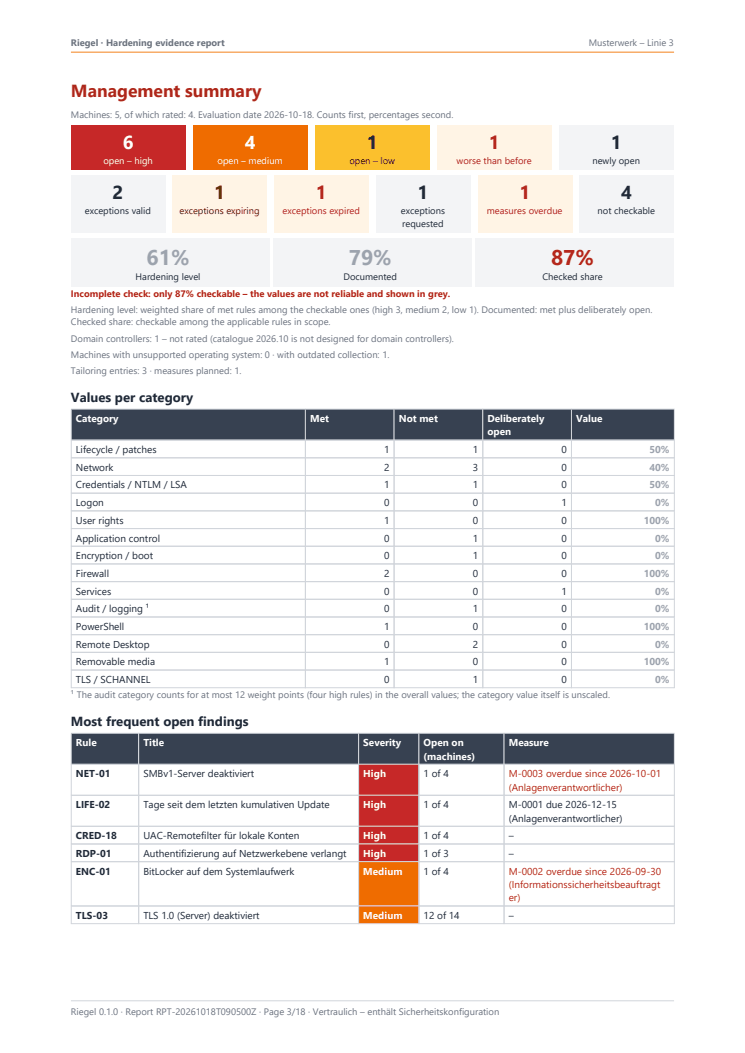 Riegel · Hardening evidence report
Musterwerk – Linie 3
Management summary
Machines: 5, of which rated: 4. Evaluation date 2026-10-18. Counts first, percentages second.
6
open – high
4
open – medium
1
open – low
1
worse than before
1
newly open
2
exceptions valid
1
exceptions expiring
1
exceptions expired
1
exceptions
requested
1
measures overdue
4
not checkable
61%
Hardening level
79%
Documented
87%
Checked share
Incomplete check: only 87% checkable – the values are not reliable and shown in grey.
Hardening level: weighted share of met rules among the checkable ones (high 3, medium 2, low 1). Documented: met plus deliberately open.
Checked share: checkable among the applicable rules in scope.
Domain controllers: 1 – not rated (catalogue 2026.10 is not designed for domain controllers).
Machines with unsupported operating system: 0 · with outdated collection: 1.
Tailoring entries: 3 · measures planned: 1.
Values per category
Category Met Not met Deliberately
open Value
Lifecycle / patches 1 1 0 50%
Network 2 3 0 40%
Credentials / NTLM / LSA 1 1 0 50%
Logon 0 0 1 0%
User rights 1 0 0 100%
Application control 0 1 0 0%
Encryption / boot 0 1 0 0%
Firewall 2 0 0 100%
Services 0 0 1 0%
Audit / logging ¹ 0 1 0 0%
PowerShell 1 0 0 100%
Remote Desktop 0 2 0 0%
Removable media 1 0 0 100%
TLS / SCHANNEL 0 1 0 0%
¹ The audit category counts for at most 12 weight points (four high rules) in the overall values; the category value itself is unscaled.
Most frequent open findings
Rule Title Severity Open on
(machines) Measure
NET-01 SMBv1-Server deaktiviert High 1 of 4 M-0003 overdue since 2026-10-01
(Anlagenverantwortlicher)
LIFE-02 Tage seit dem letzten kumulativen Update High 1 of 4 M-0001 due 2026-12-15
(Anlagenverantwortlicher)
CRED-18 UAC-Remotefilter für lokale Konten High 1 of 4 –
RDP-01 Authentifizierung auf Netzwerkebene verlangt High 1 of 3 –
ENC-01 BitLocker auf dem Systemlaufwerk Medium 1 of 4 M-0002 overdue since 2026-09-30
(Informationssicherheitsbeauftragt
er)
TLS-03 TLS 1.0 (Server) deaktiviert Medium 12 of 14 –
Riegel 0.1.0 · Report RPT-20261018T090500Z · Page 3/18 · Vertraulich – enthält Sicherheitskonfiguration